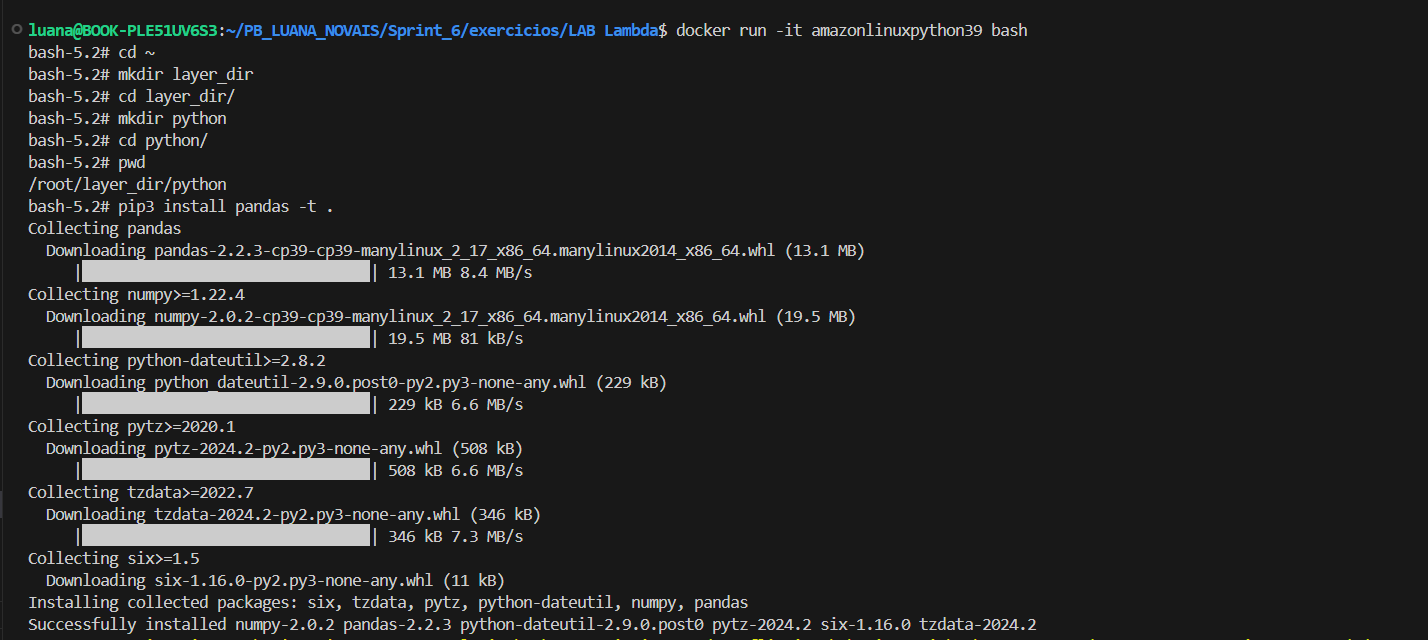 luana@BOOK-PLE51UV6S3:~/PB_LUANA_NOVAIS/Sprint_6/exercicios/LAB Lambda$ docker run -it amazonlinuxpython39 bash
bash-5.2# cd ~
bash-5.2# mkdir layer_dir
bash-5.2# cd layer_dir/
bash-5.2# mkdir python
bash-5.2# cd python/
bash-5.2# pwd
/root/layer_dir/python
bash-5.2# pip3 install pandas -t .
Collecting pandas
  Downloading pandas-2.2.3-cp39-cp39-manylinux_2_17_x86_64.manylinux2014_x86_64.whl (13.1 MB)
| 13.1 MB 8.4 MB/s
Collecting numpy>=1.22.4
  Downloading numpy-2.0.2-cp39-cp39-manylinux_2_17_x86_64.manylinux2014_x86_64.whl (19.5 MB)
| 19.5 MB 81 kB/s
Collecting python-dateutil>=2.8.2
  Downloading python_dateutil-2.9.0.post0-py2.py3-none-any.whl (229 kB)
| 229 kB 6.6 MB/s
Collecting pytz>=2020.1
  Downloading pytz-2024.2-py2.py3-none-any.whl (508 kB)
| 508 kB 6.6 MB/s
Collecting tzdata>=2022.7
  Downloading tzdata-2024.2-py2.py3-none-any.whl (346 kB)
| 346 kB 7.3 MB/s
Collecting six>=1.5
  Downloading six-1.16.0-py2.py3-none-any.whl (11 kB)
Installing collected packages: six, tzdata, pytz, python-dateutil, numpy, pandas
Successfully installed numpy-2.0.2 pandas-2.2.3 python-dateutil-2.9.0.post0 pytz-2024.2 six-1.16.0 tzdata-2024.2